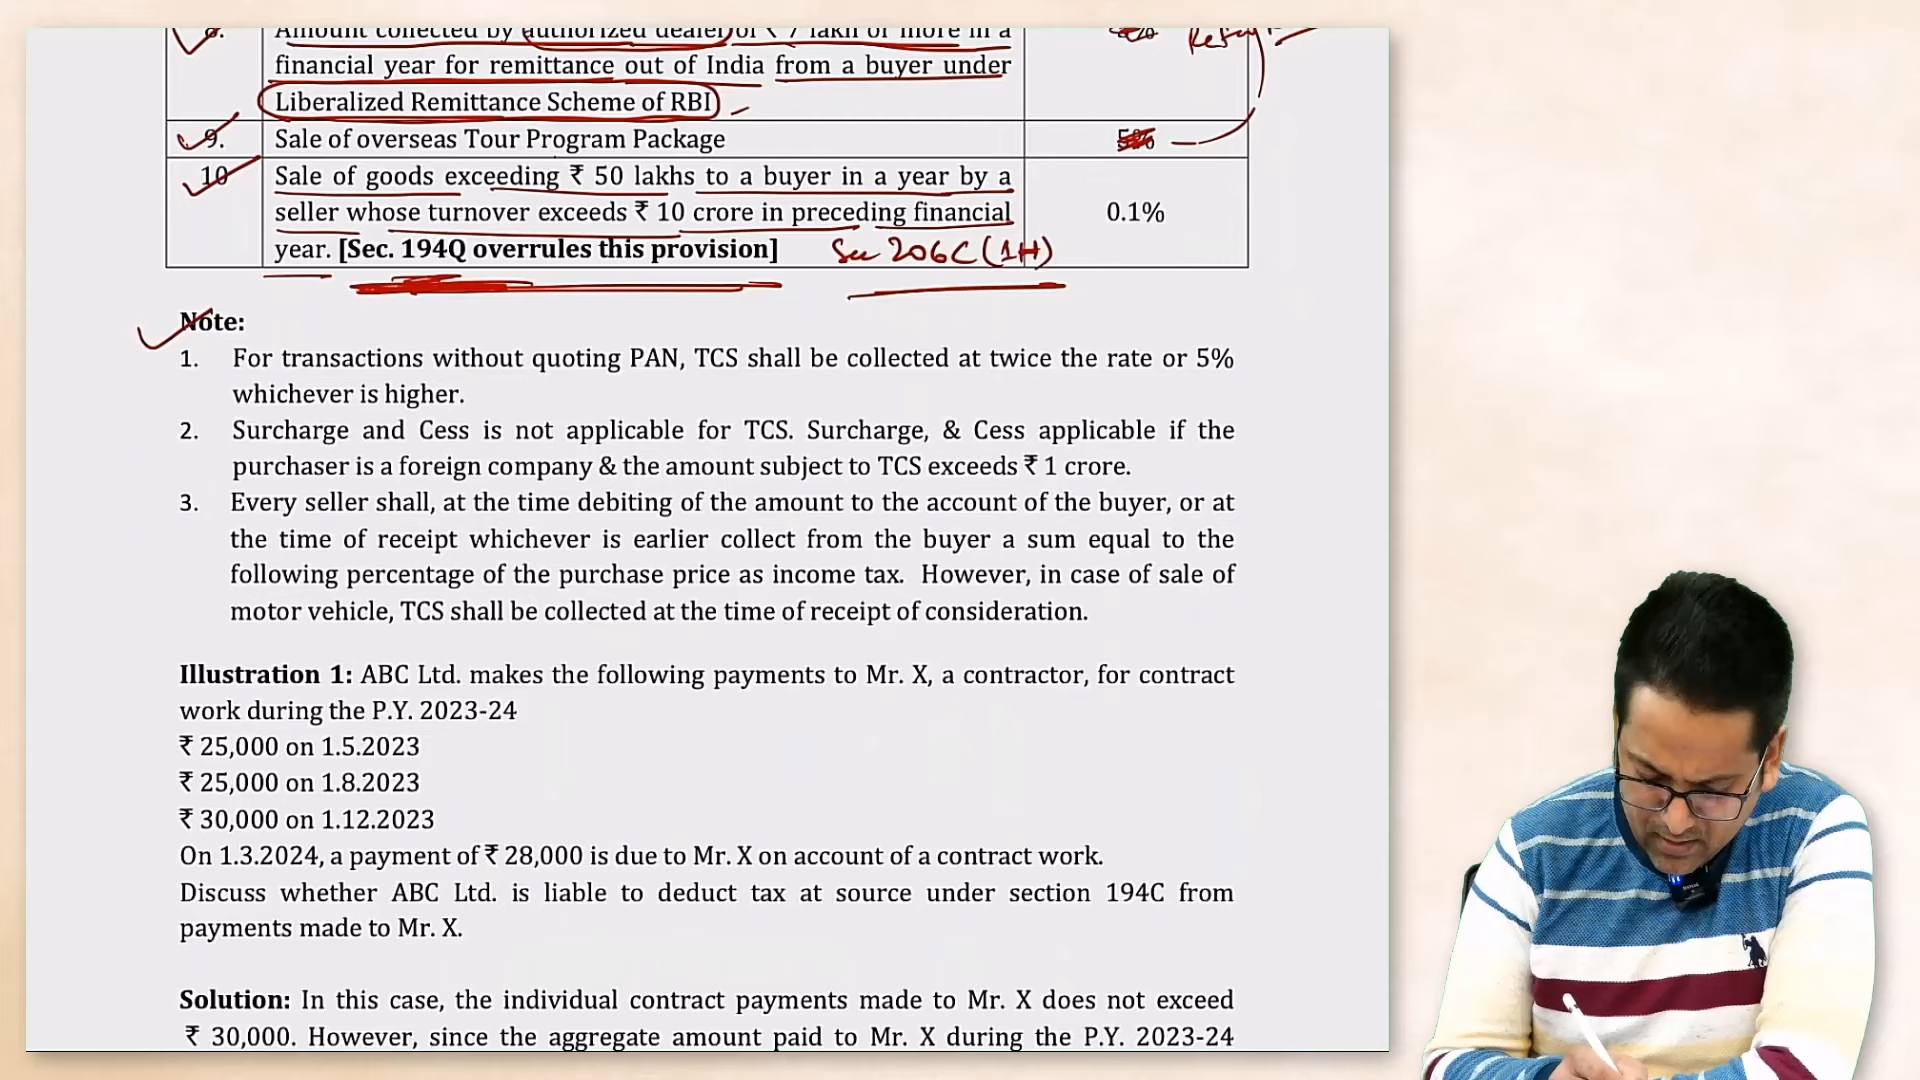 8. Amount collected by authorized dealer of ₹ 7 lakh or more in a
financial year for remittance out of India from a buyer under
Liberalized Remittance Scheme of RBI
9. Sale of overseas Tour Program Package 5%
10 Sale of goods exceeding ₹ 50 lakhs to a buyer in a year by a
seller whose turnover exceeds ₹ 10 crore in preceding financial 0.1%
year. [Sec. 194Q overrules this provision] Sec 206C (1H)
Note:
1. For transactions without quoting PAN, TCS shall be collected at twice the rate or 5%
whichever is higher.
2. Surcharge and Cess is not applicable for TCS. Surcharge, & Cess applicable if the
purchaser is a foreign company & the amount subject to TCS exceeds ₹ 1 crore.
3. Every seller shall, at the time debiting of the amount to the account of the buyer, or at
the time of receipt whichever is earlier collect from the buyer a sum equal to the
following percentage of the purchase price as income tax. However, in case of sale of
motor vehicle, TCS shall be collected at the time of receipt of consideration.
Illustration 1: ABC Ltd. makes the following payments to Mr. X, a contractor, for contract
work during the P.Y. 2023-24
₹ 25,000 on 1.5.2023
₹ 25,000 on 1.8.2023
₹ 30,000 on 1.12.2023
On 1.3.2024, a payment of ₹ 28,000 is due to Mr. X on account of a contract work.
Discuss whether ABC Ltd. is liable to deduct tax at source under section 194C from
payments made to Mr. X.
Solution: In this case, the individual contract payments made to Mr. X does not exceed
₹ 30,000. However, since the aggregate amount paid to Mr. X during the P.Y. 2023-24